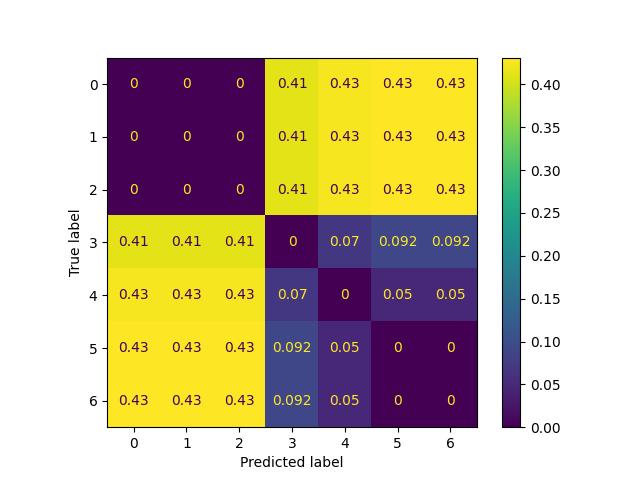 0 0 0 0 0.41 0.43 0.43 0.43 0.40
1 0 0 0 0.41 0.43 0.43 0.43 0.35
2 0 0 0 0.41 0.43 0.43 0.43 0.30
0.25
3 0.41 0.41 0.41 0 0.07 0.092 0.092 0.20
4 0.43 0.43 0.43 0.07 0 0.05 0.05 0.15
5 0.43 0.43 0.43 0.092 0.05 0 0 0.10
6 0.43 0.43 0.43 0.092 0.05 0 0 0.05
0.00
0 1 2 3 4 5 6
Predicted label
True label